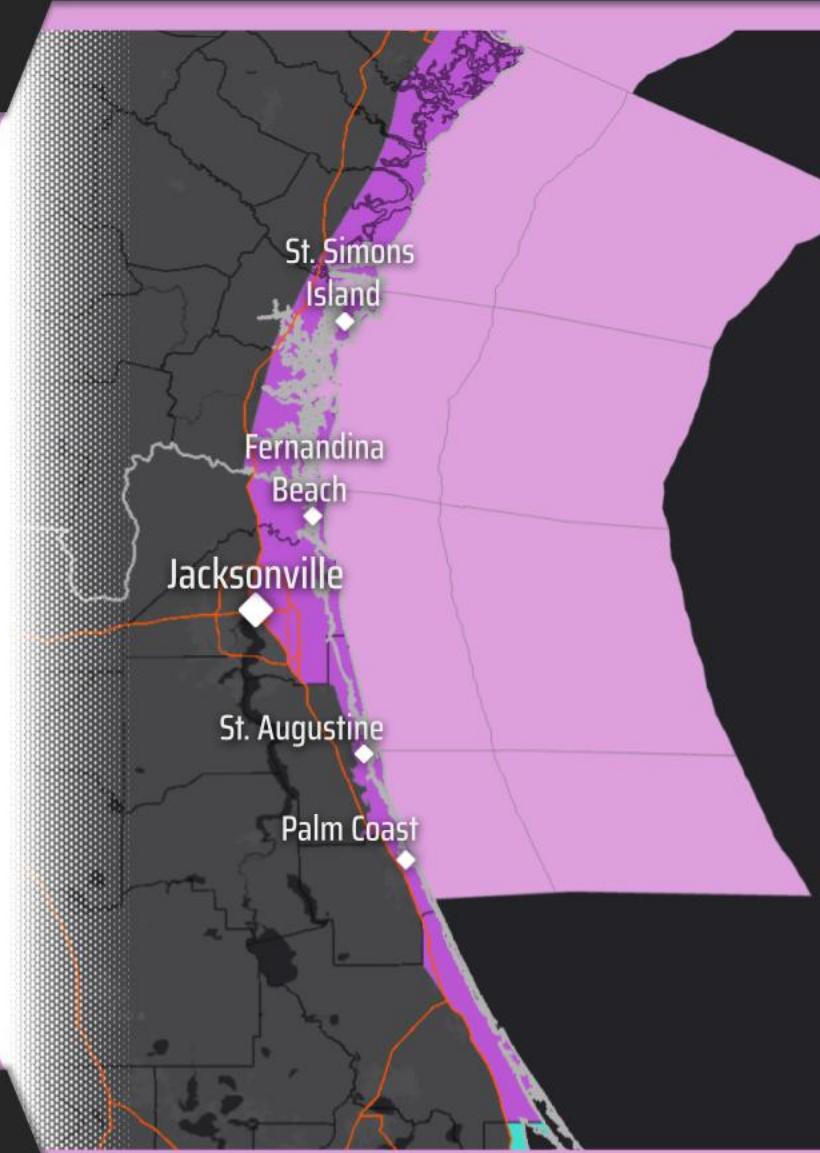 St. Simons
Island
Fernandina
Beach
Jacksonville
St. Augustine
Palm Coast